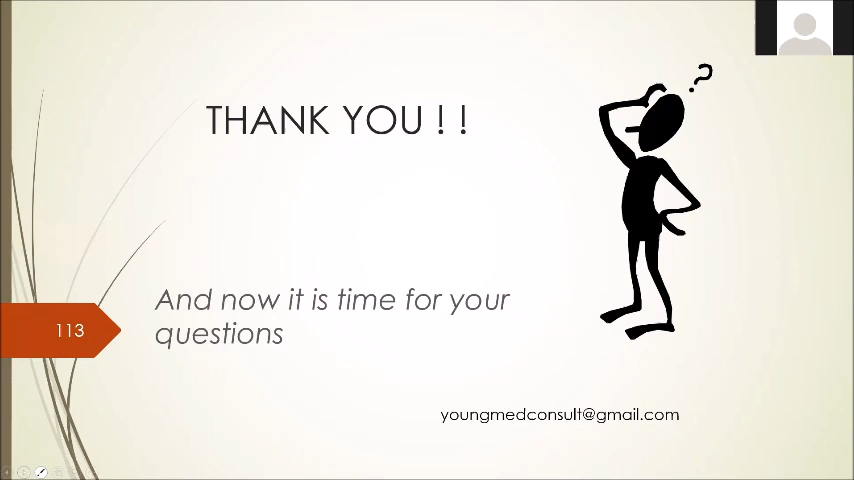 THANK YOU ! !
?
And now it is time for your
questions
113
youngmedconsult@gmail.com